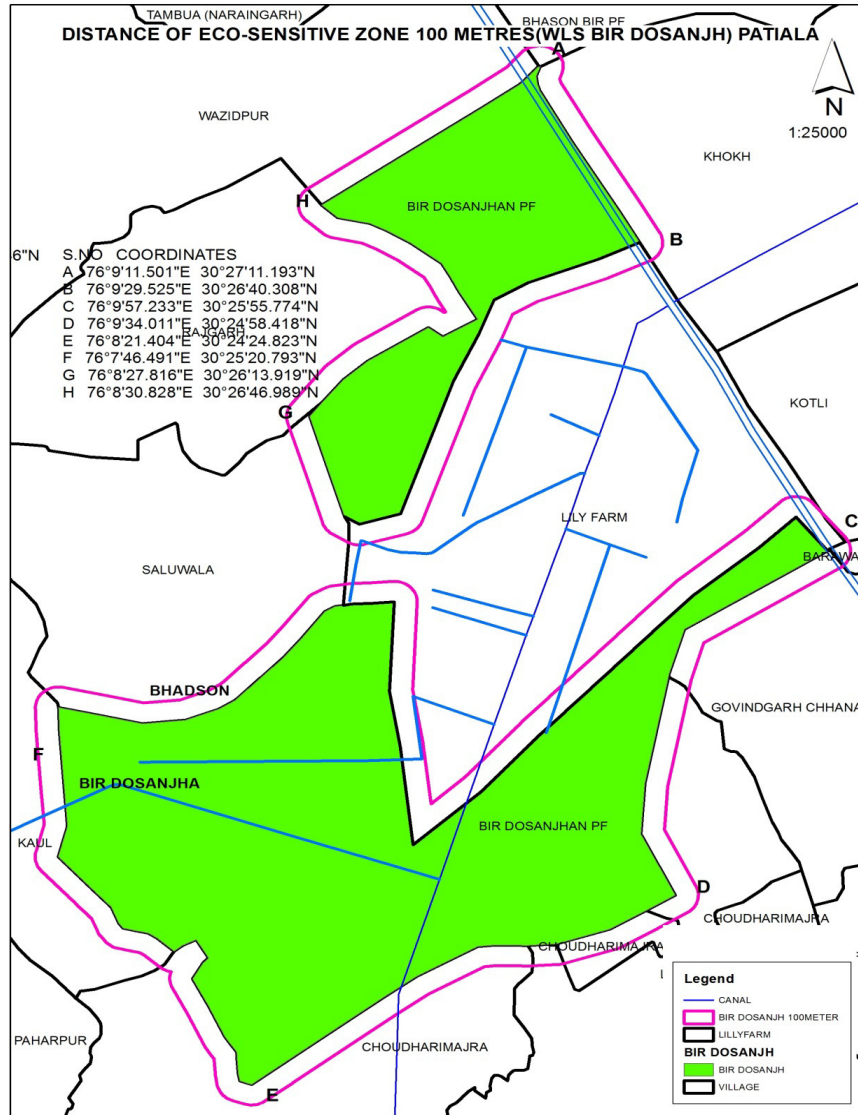 TAMBUA (NARAINGARH)
BHASON BIR PF
DISTANCE OF ECO-SENSITIVE ZONE 100 METRES(WLS BIR DOSANJH) PATIALA
A
WAZIDPUR
N
1:25000
KHOKH
H
BIR DOSANJHAN PF
B
6"N
S.NO COORDINATES
A 76°9'11.501"E 30°27'11.193"N
B 76°9'29.525"E 30°26'40.308"N
C 76°9'57.233"E 30°25'55.774"N
D 76°9'34.011"E 30°24'58.418"N
RAJGARH
E 76°8'21.404"E 30°24'24.823"N
F 76°7'46.491"E 30°25'20.793"N
G 76°8'27.816"E 30°26'13.919"N
H 76°8'30.828"E 30°26'46.989"N
G
KOTLI
LILY FARM
C
BARAWA
SALUWALA
BHADSON
GOVINDGARH CHHANA
F
BIR DOSANJHA
BIR DOSANJHAN PF
KAUL
D
CHOUDHARIMAJRA
CHOUDHARIMAJRA
PAHARPUR
CHOUDHARIMAJRA
E
Legend
CANAL
BIR DOSANJH 100METER
LILLYFARM
BIR DOSANJH
BIR DOSANJH
VILLAGE